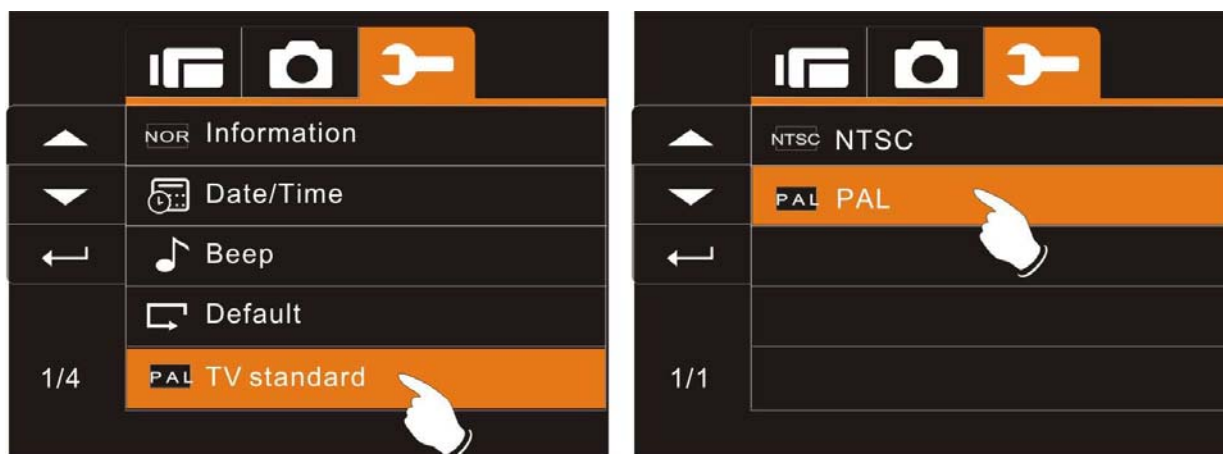 NOR Information
Date/Time
Beep
Default
1/4 PAL TV standard
NTSC NTSC
PAL PAL
1/1